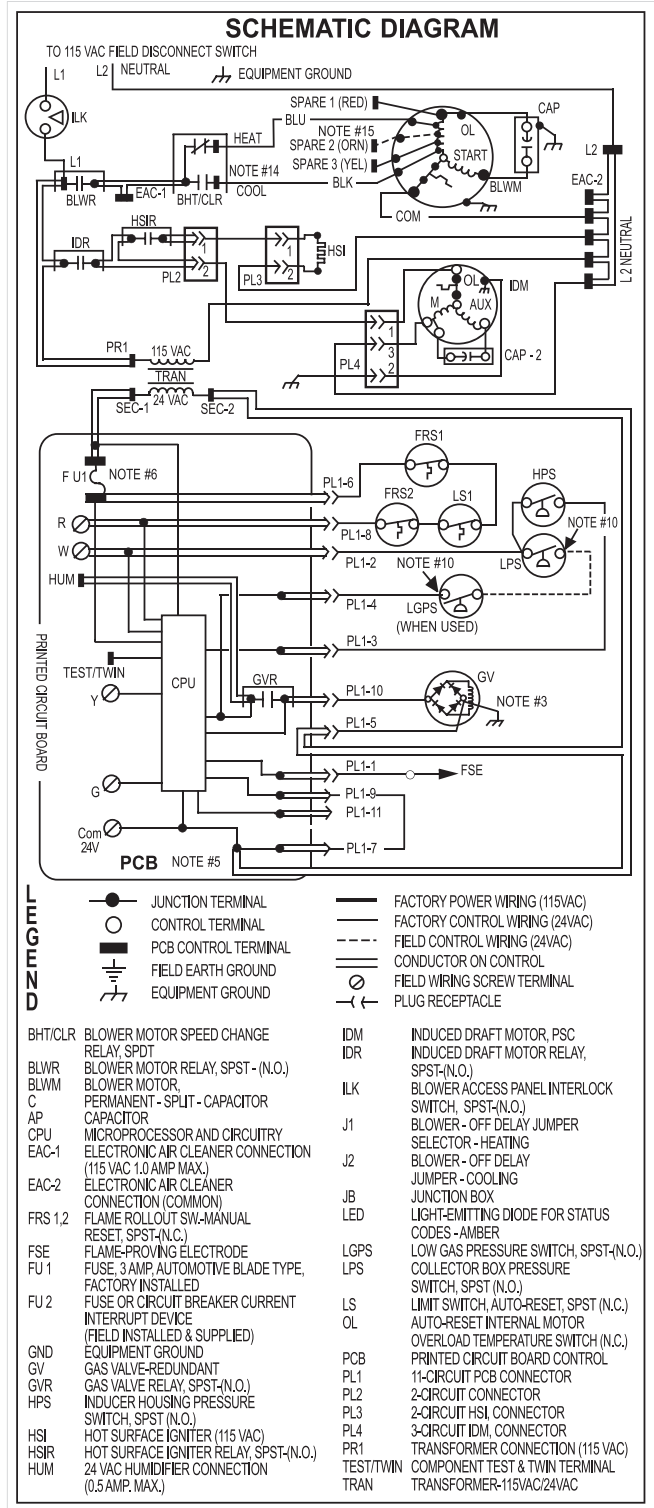 SCHEMATIC DIAGRAM
TO 115 VAC FIELD DISCONNECT SWITCH
L1
L2
NEUTRAL
EQUIPMENT GROUND
ILK
SPARE 1 (RED)
BLU
NOTE #15
SPARE 2 (ORN)
SPARE 3 (YEL)
BLK
HEAT
NOTE #14
COOL
BHT/CLR
EAC-1
L1
BLWR
OL
START
CAP
BLWM
COM
L2
EAC-2
L 2 NEUTRAL
HSIR
IDR
1
2
PL2
1
PL3
2
HSI
OL
IDM
M
AUX
CAP - 2
1
3
2
PL4
PR1
115 VAC
TRAN
24 VAC
SEC-1
SEC-2
F U1
NOTE #6
R
W
HUM
PRINTED CIRCUIT BOARD
TEST/TWIN
Y
CPU
GVR
G
Com
24V
PCB
NOTE #5
PL1-6
FRS1
FRS2
LS1
HPS
PL1-8
PL1-2
NOTE #10
LPS
NOTE #10
PL1-4
LGPS
(WHEN USED)
PL1-3
PL1-10
GV
NOTE #3
PL1-5
PL1-1
FSE
PL1-9
PL1-11
PL1-7
LEGEND
JUNCTION TERMINAL
CONTROL TERMINAL
PCB CONTROL TERMINAL
FIELD EARTH GROUND
EQUIPMENT GROUND
FACTORY POWER WIRING (115VAC)
FACTORY CONTROL WIRING (24VAC)
FIELD CONTROL WIRING (24VAC)
CONDUCTOR ON CONTROL
FIELD WIRING SCREW TERMINAL
PLUG RECEPTACLE
BHT/CLR BLOWER MOTOR SPEED CHANGE
RELAY, SPDT
BLWR BLOWER MOTOR RELAY, SPST - (N.O.)
BLWM BLOWER MOTOR,
C PERMANENT - SPLIT - CAPACITOR
AP CAPACITOR
CPU MICROPROCESSOR AND CIRCUITRY
EAC-1 ELECTRONIC AIR CLEANER CONNECTION
(115 VAC 1.0 AMP MAX.)
EAC-2 ELECTRONIC AIR CLEANER
CONNECTION (COMMON)
FRS 1,2 FLAME ROLLOUT SW.-MANUAL
RESET, SPST-(N.C.)
FSE FLAME-PROVING ELECTRODE
FU 1 FUSE, 3 AMP, AUTOMOTIVE BLADE TYPE,
FACTORY INSTALLED
FU 2 FUSE OR CIRCUIT BREAKER CURRENT
INTERRUPT DEVICE
(FIELD INSTALLED & SUPPLIED)
GND EQUIPMENT GROUND
GV GAS VALVE-REDUNDANT
GVR GAS VALVE RELAY, SPST-(N.O.)
HPS INDUCER HOUSING PRESSURE
SWITCH, SPST (N.O.)
HSI HOT SURFACE IGNITER (115 VAC)
HSIR HOT SURFACE IGNITER RELAY, SPST-(N.O.)
HUM 24 VAC HUMIDIFIER CONNECTION
(0.5 AMP. MAX.)
IDM INDUCED DRAFT MOTOR, PSC
IDR INDUCED DRAFT MOTOR RELAY,
SPST-(N.O.)
ILK BLOWER ACCESS PANEL INTERLOCK
SWITCH, SPST-(N.O.)
J1 BLOWER - OFF DELAY JUMPER
SELECTOR - HEATING
J2 BLOWER - OFF DELAY
JUMPER - COOLING
JB JUNCTION BOX
LED LIGHT-EMITTING DIODE FOR STATUS
CODES - AMBER
LGPS LOW GAS PRESSURE SWITCH, SPST-(N.O.)
LPS COLLECTOR BOX PRESSURE
SWITCH, SPST (N.O.)
LS LIMIT SWITCH, AUTO-RESET, SPST (N.C.)
OL AUTO-RESET INTERNAL MOTOR
OVERLOAD TEMPERATURE SWITCH (N.C.)
PCB PRINTED CIRCUIT BOARD CONTROL
PL1 11-CIRCUIT PCB CONNECTOR
PL2 2-CIRCUIT CONNECTOR
PL3 2-CIRCUIT HSI, CONNECTOR
PL4 3-CIRCUIT IDM, CONNECTOR
PR1 TRANSFORMER CONNECTION (115 VAC)
TEST/TWIN COMPONENT TEST & TWIN TERMINAL
TRAN TRANSFORMER-115VAC/24VAC